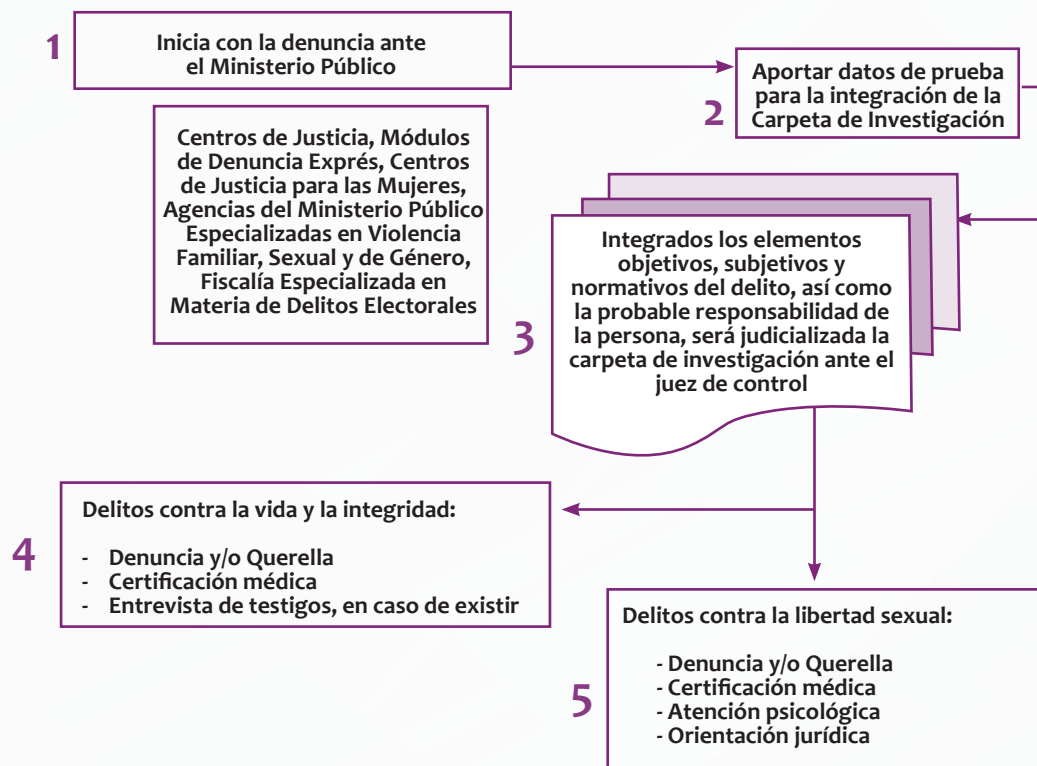 1
Inicia con la denuncia ante
el Ministerio Público
2
Aportar datos de prueba
para la integración de la
Carpeta de Investigación
Centros de Justicia, Módulos
de Denuncia Exprés, Centros
de Justicia para las Mujeres,
Agencias del Ministerio Público
Especializadas en Violencia
Familiar, Sexual y de Género,
Fiscalía Especializada en
Materia de Delitos Electorales
3
Integrados los elementos
objetivos, subjetivos y
normativos del delito, así como
la probable responsabilidad de
la persona, será judicializada la
carpeta de investigación ante el
juez de control
4
Delitos contra la vida y la integridad:
- Denuncia y/o Querella
- Certificación médica
- Entrevista de testigos, en caso de existir
5
Delitos contra la libertad sexual:
- Denuncia y/o Querella
- Certificación médica
- Atención psicológica
- Orientación jurídica